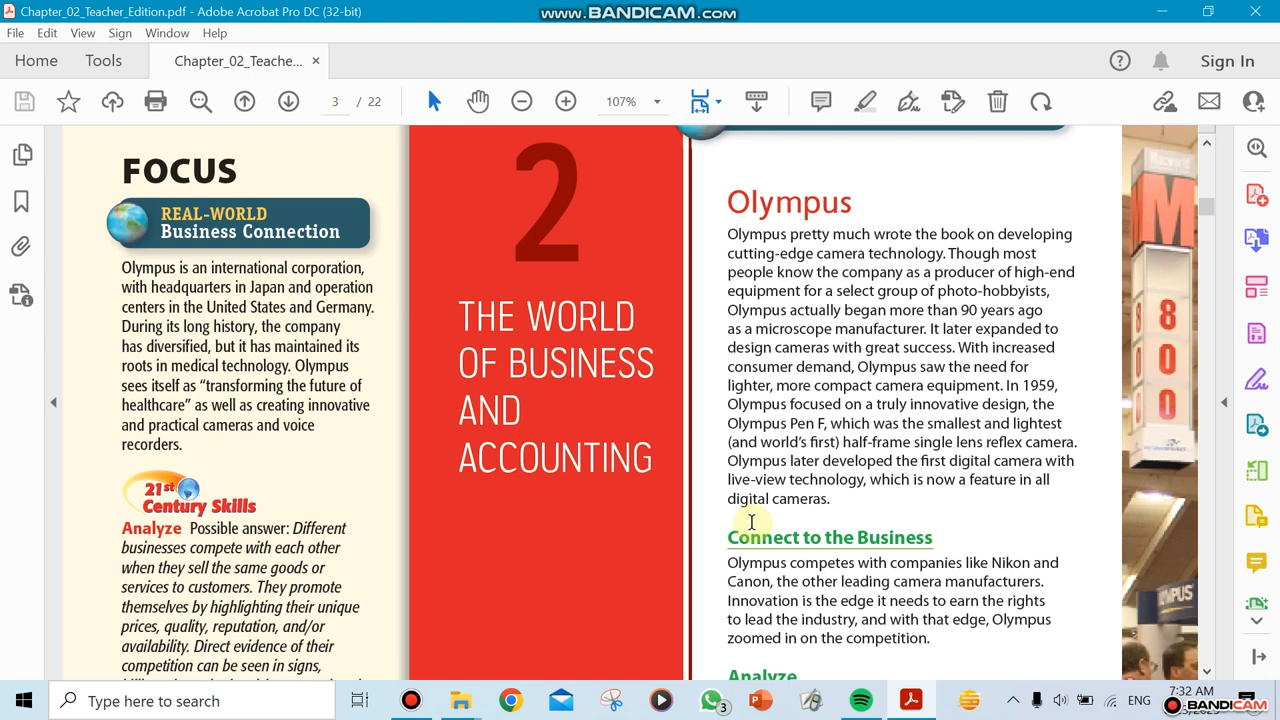 Chapter_02_Teacher_Edition.pdf - Adobe Acrobat Pro DC (32-bit)
www.BANDICAM.com
File Edit View Sign Window Help
Home Tools Chapter_02_Teache... × Sign In
3 / 22 107%
FOCUS
REAL-WORLD
Business Connection
Olympus is an international corporation,
with headquarters in Japan and operation
centers in the United States and Germany.
During its long history, the company
has diversified, but it has maintained its
roots in medical technology. Olympus
sees itself as “transforming the future of
healthcare” as well as creating innovative
and practical cameras and voice
recorders.
21st
Century Skills
Analyze Possible answer: Different
businesses compete with each other
when they sell the same goods or
services to customers. They promote
themselves by highlighting their unique
prices, quality, reputation, and/or
availability. Direct evidence of their
competition can be seen in signs,
2
THE WORLD
OF BUSINESS
AND
ACCOUNTING
Olympus
Olympus pretty much wrote the book on developing
cutting-edge camera technology. Though most
people know the company as a producer of high-end
equipment for a select group of photo-hobbyists,
Olympus actually began more than 90 years ago
as a microscope manufacturer. It later expanded to
design cameras with great success. With increased
consumer demand, Olympus saw the need for
lighter, more compact camera equipment. In 1959,
Olympus focused on a truly innovative design, the
Olympus Pen F, which was the smallest and lightest
(and world’s first) half-frame single lens reflex camera.
Olympus later developed the first digital camera with
live-view technology, which is now a feature in all
digital cameras.
Connect to the Business
Olympus competes with companies like Nikon and
Canon, the other leading camera manufacturers.
Innovation is the edge it needs to earn the rights
to lead the industry, and with that edge, Olympus
zoomed in on the competition.
Analyze
M
8
0
0
Type here to search
3
ENG
7:32 AM
BANDICAM